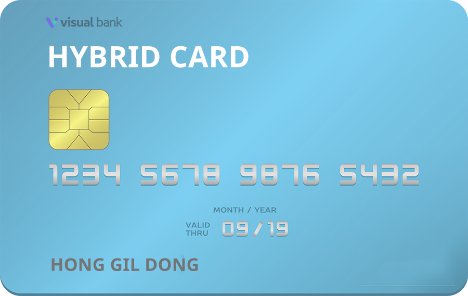 visual bank
HYBRID CARD
1234 5678 9876 5432
MONTH / YEAR
VALID THRU 09/19
HONG GIL DONG